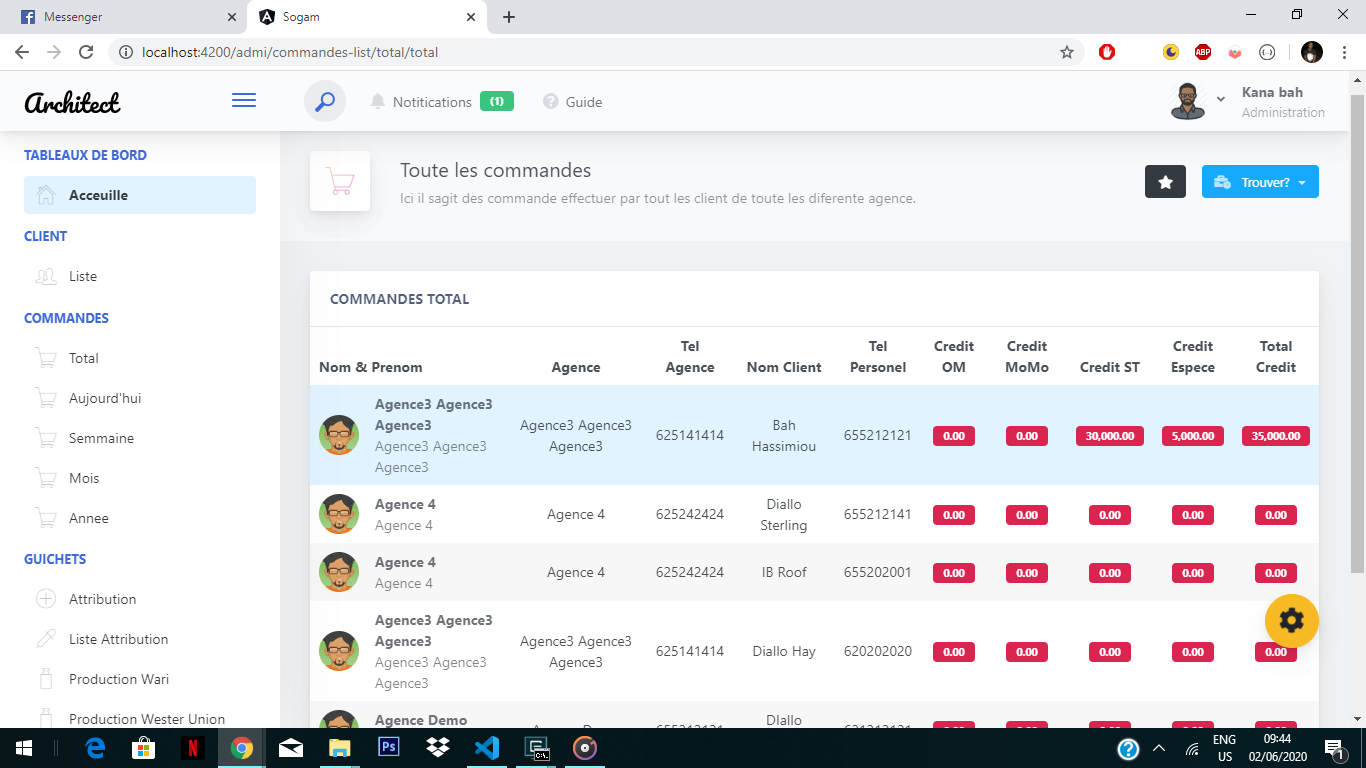 Messenger
Sogam
localhost:4200/admi/commandes-list/total/total
ABP
Architect
Notitications
(1)
Guide
Kana bah
Administration
TABLEAUX DE BORD
Acceuille
CLIENT
Liste
COMMANDES
Total
Aujourd'hui
Semmaine
Mois
Annee
GUICHETS
Attribution
Liste Attribution
Production Wari
Production Wester Union
Toute les commandes
Ici il sagit des commande effectuer par tout les client de toute les diferente agence.
Trouver?
COMMANDES TOTAL
Nom & Prenom
Agence
Tel
Agence
Nom Client
Tel
Personel
Credit
OM
Credit
MoMo
Credit ST
Credit
Espece
Total
Credit
Agence3 Agence3
Agence3
Agence3 Agence3
Agence3
Agence3 Agence3
Agence3
625141414
Bah
Hassimiou
655212121
0.00
0.00
30,000.00
5,000.00
35,000.00
Agence 4
Agence 4
Agence 4
625242424
Diallo
Sterling
655212141
0.00
0.00
0.00
0.00
0.00
Agence 4
Agence 4
Agence 4
625242424
IB Roof
655202001
0.00
0.00
0.00
0.00
0.00
Agence3 Agence3
Agence3
Agence3 Agence3
Agence3
Agence3 Agence3
Agence3
625141414
Diallo Hay
620202020
0.00
0.00
0.00
0.00
0.00
Agence Demo
DIallo
N
Ps
C:\.
ENG
US
09:44
02/06/2020
1